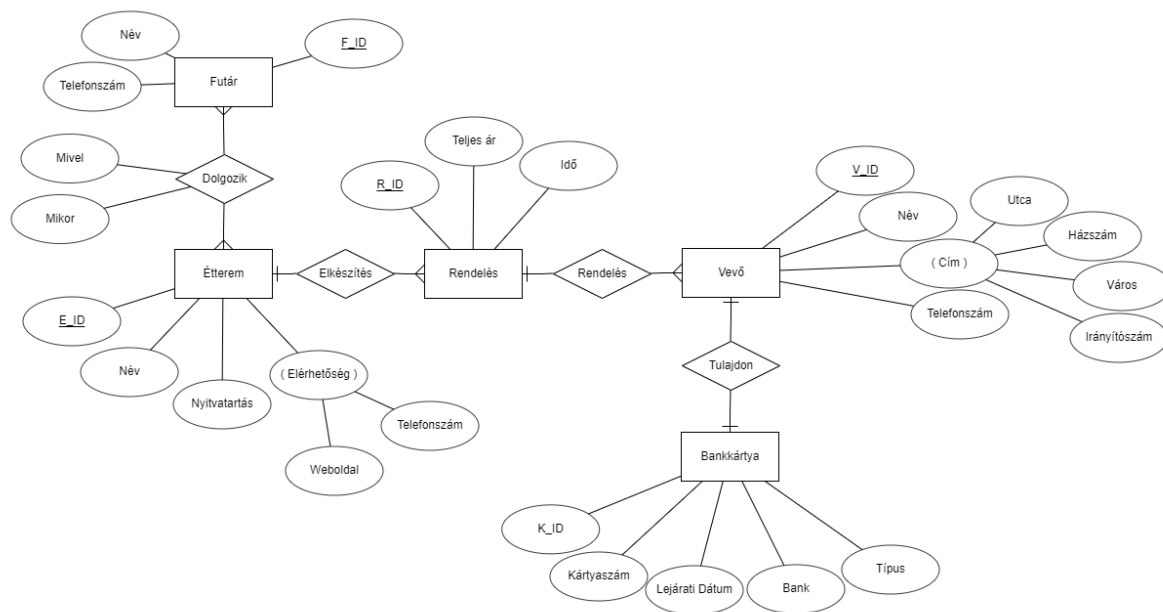 Név
F_ID
Futár
Telefonszám
Mivel
Dolgozik
Mikor
Teljes ár
R_ID
Idő
V_ID
Név
Utca
Házszám
( Cím )
Város
Telefonszám
Irányítószám
Étterem
Elkészítés
Rendelés
Rendelés
Vevő
E_ID
Név
Nyitvatartás
( Elérhetőség )
Telefonszám
Weboldal
Tulajdon
Bankkártya
K_ID
Kártyaszám
Lejárati Dátum
Bank
Típus